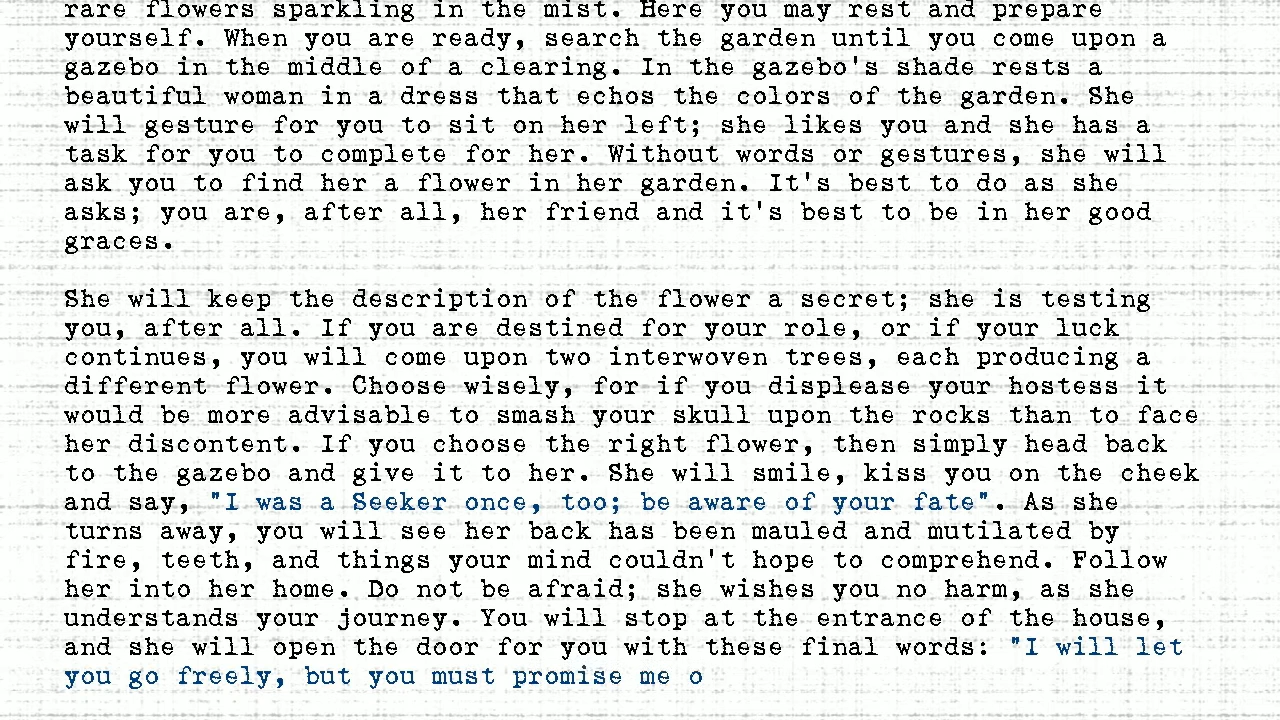 rare flowers sparkling in the mist. Here you may rest and prepare
yourself. When you are ready, search the garden until you come upon a
gazebo in the middle of a clearing. In the gazebo's shade rests a
beautiful woman in a dress that echos the colors of the garden. She
will gesture for you to sit on her left; she likes you and she has a
task for you to complete for her. Without words or gestures, she will
ask you to find her a flower in her garden. It's best to do as she
asks; you are, after all, her friend and it's best to be in her good
graces.

She will keep the description of the flower a secret; she is testing
you, after all. If you are destined for your role, or if your luck
continues, you will come upon two interwoven trees, each producing a
different flower. Choose wisely, for if you displease your hostess it
would be more advisable to smash your skull upon the rocks than to face
her discontent. If you choose the right flower, then simply head back
to the gazebo and give it to her. She will smile, kiss you on the cheek
and say, "I was a Seeker once, too; be aware of your fate". As she
turns away, you will see her back has been mauled and mutilated by
fire, teeth, and things your mind couldn't hope to comprehend. Follow
her into her home. Do not be afraid; she wishes you no harm, as she
understands your journey. You will stop at the entrance of the house,
and she will open the door for you with these final words: "I will let
you go freely, but you must promise me o